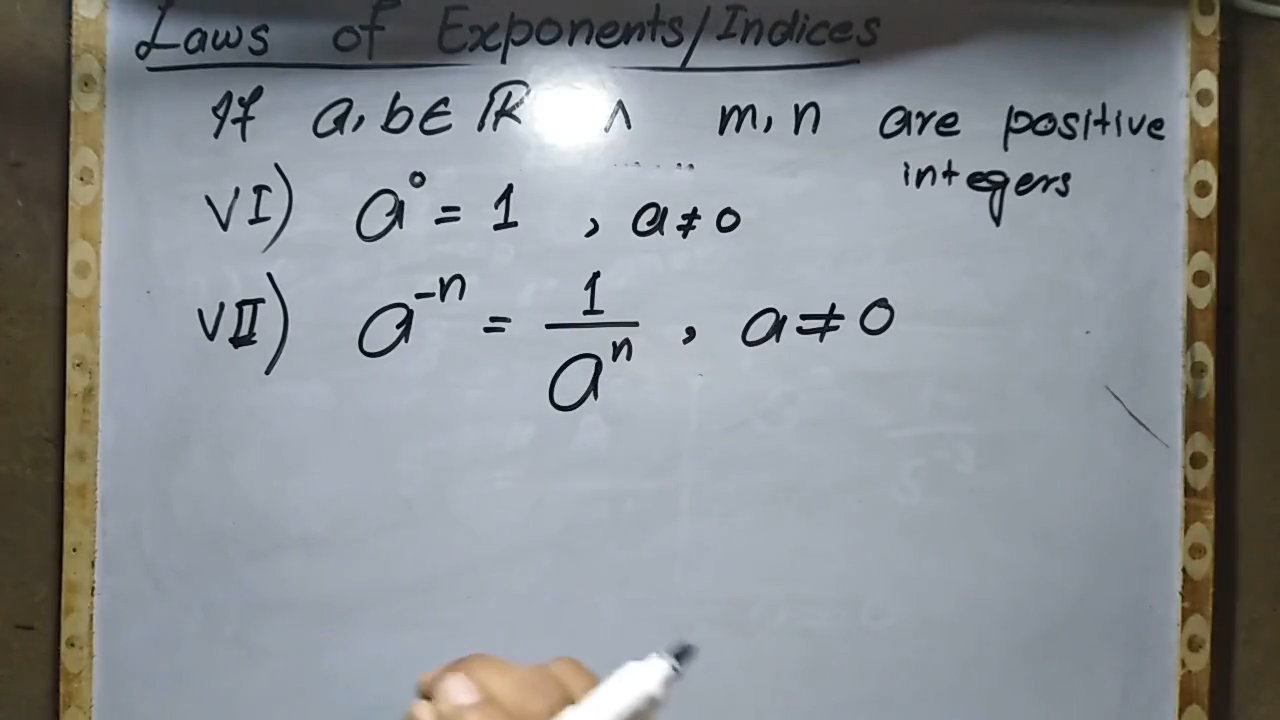 Laws of Exponents/Indices
If a, b ∈ ℝ ∧ m, n are positive
integers
VI) a⁰ = 1 , a ≠ 0
VII) a⁻ⁿ = 1/aⁿ , a ≠ 0